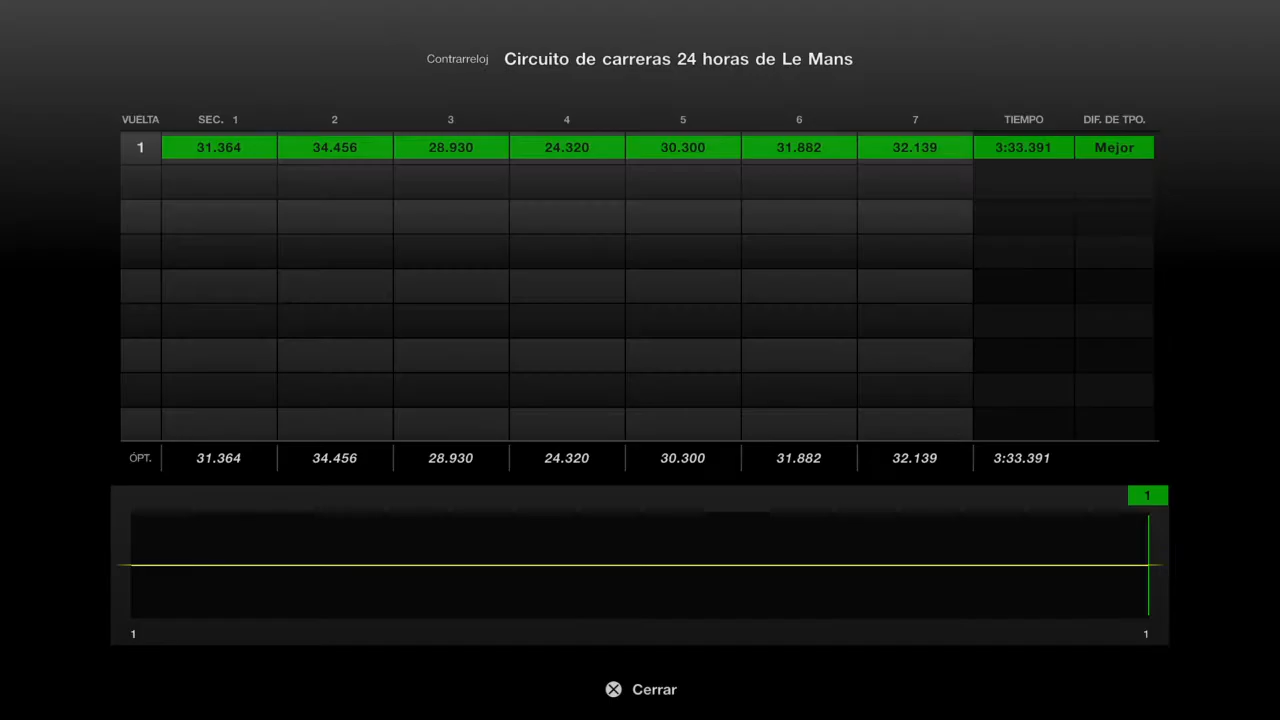 Contrarreloj Circuito de carreras 24 horas de Le Mans
VUELTA SEC. 1 2 3 4 5 6 7 TIEMPO DIF. DE TPO.
1 31.364 34.456 28.930 24.320 30.300 31.882 32.139 3:33.391 Mejor
ÓPT. 31.364 34.456 28.930 24.320 30.300 31.882 32.139 3:33.391
1
1 1
Cerrar